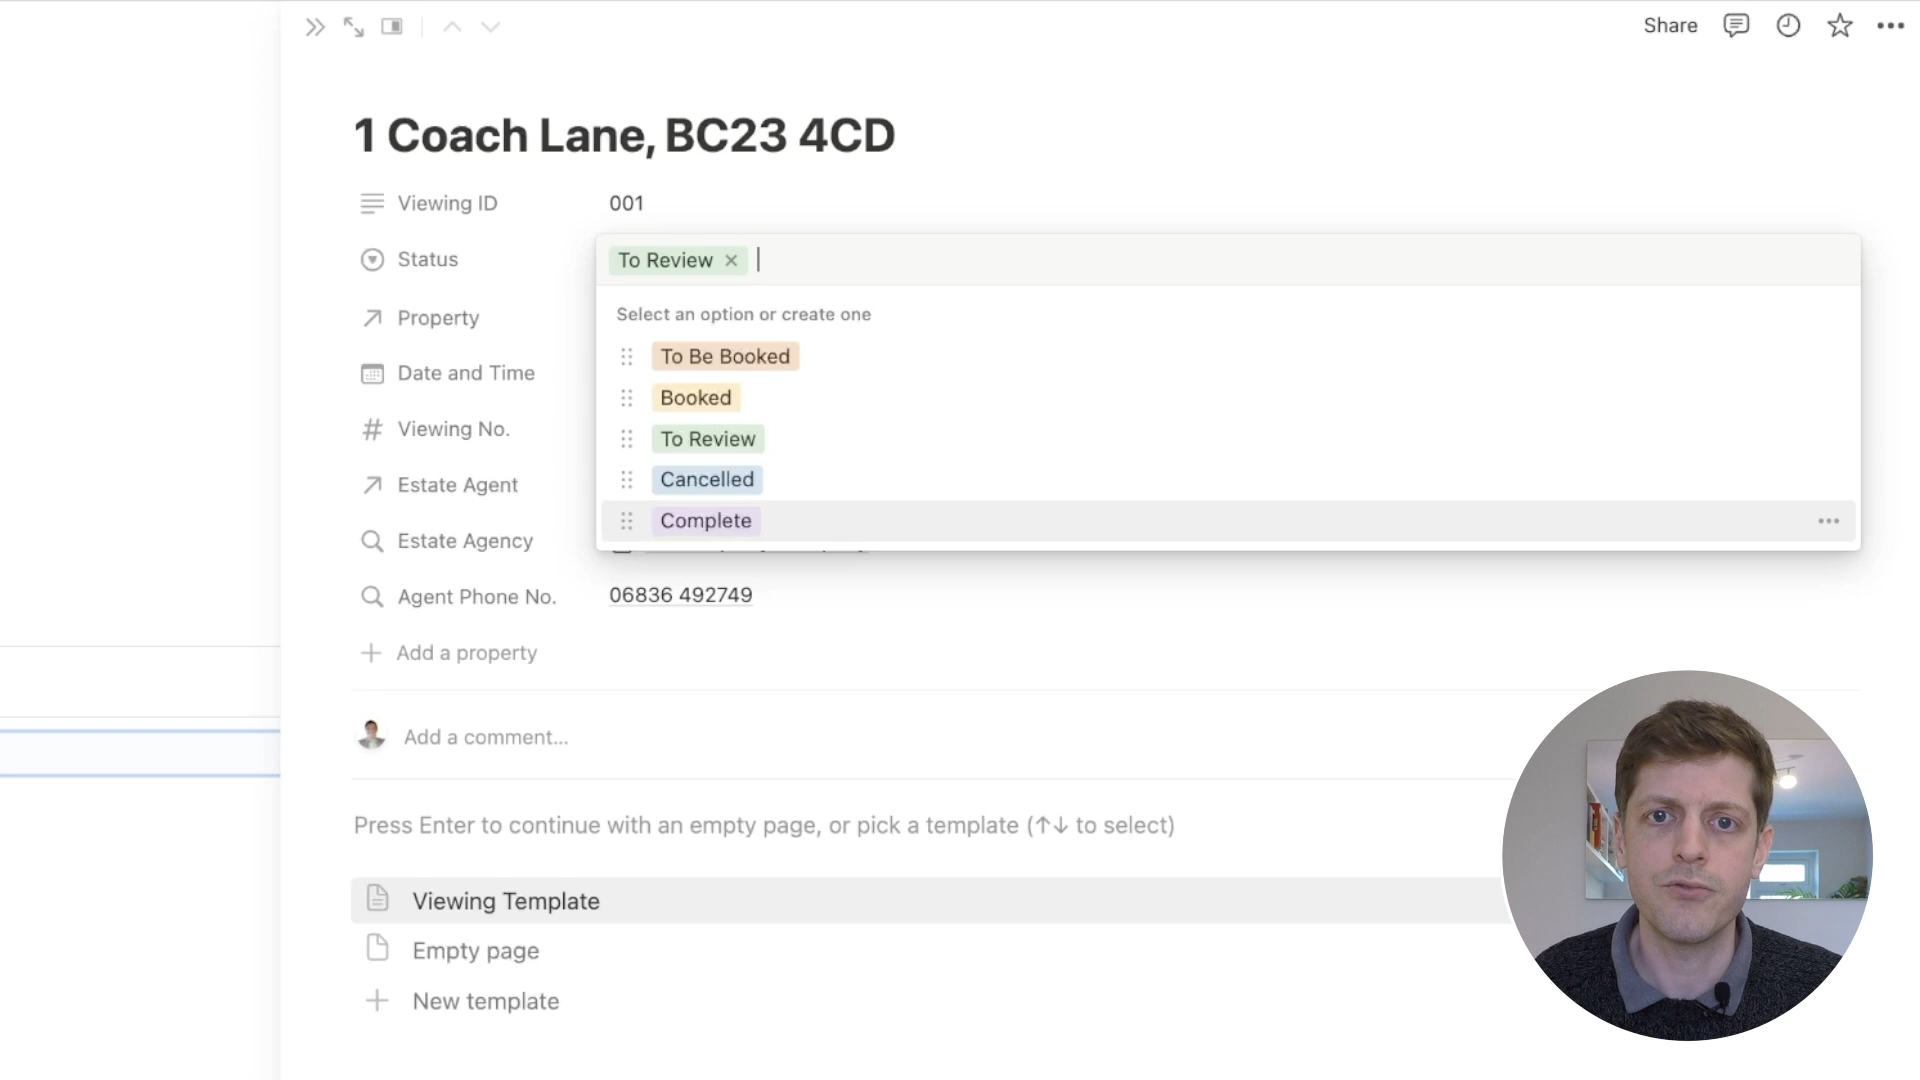 Share
1 Coach Lane, BC23 4CD
Viewing ID 001
Status To Review
Select an option or create one
Property To Be Booked
Date and Time Booked
Viewing No. To Review
Estate Agent Cancelled
Estate Agency Complete
Agent Phone No. 06836 492749
Add a property
Add a comment...
Press Enter to continue with an empty page, or pick a template (↑↓ to select)
Viewing Template
Empty page
New template